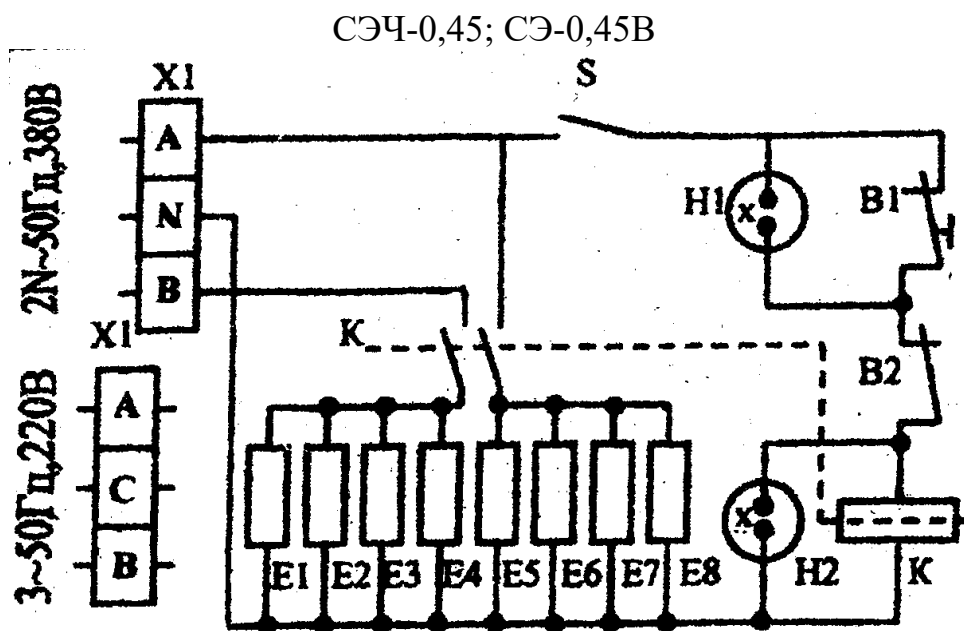 СЭЧ-0,45; СЭ-0,45В
X1
S
2N~50Гц,380В
A
N
B
H1
x
B1
X1
K
B2
3~50Гц,220В
A
C
B
x
E1
E2
E3
E4
E5
E6
E7
E8
H2
K